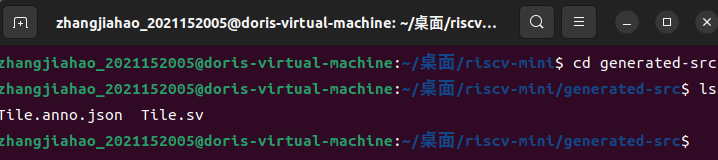 zhangjiahao_2021152005@doris-virtual-machine: ~/桌面/riscv...
zhangjiahao_2021152005@doris-virtual-machine:~/桌面/riscv-mini$ cd generated-src
zhangjiahao_2021152005@doris-virtual-machine:~/桌面/riscv-mini/generated-src$ ls
Tile.anno.json  Tile.sv
zhangjiahao_2021152005@doris-virtual-machine:~/桌面/riscv-mini/generated-src$